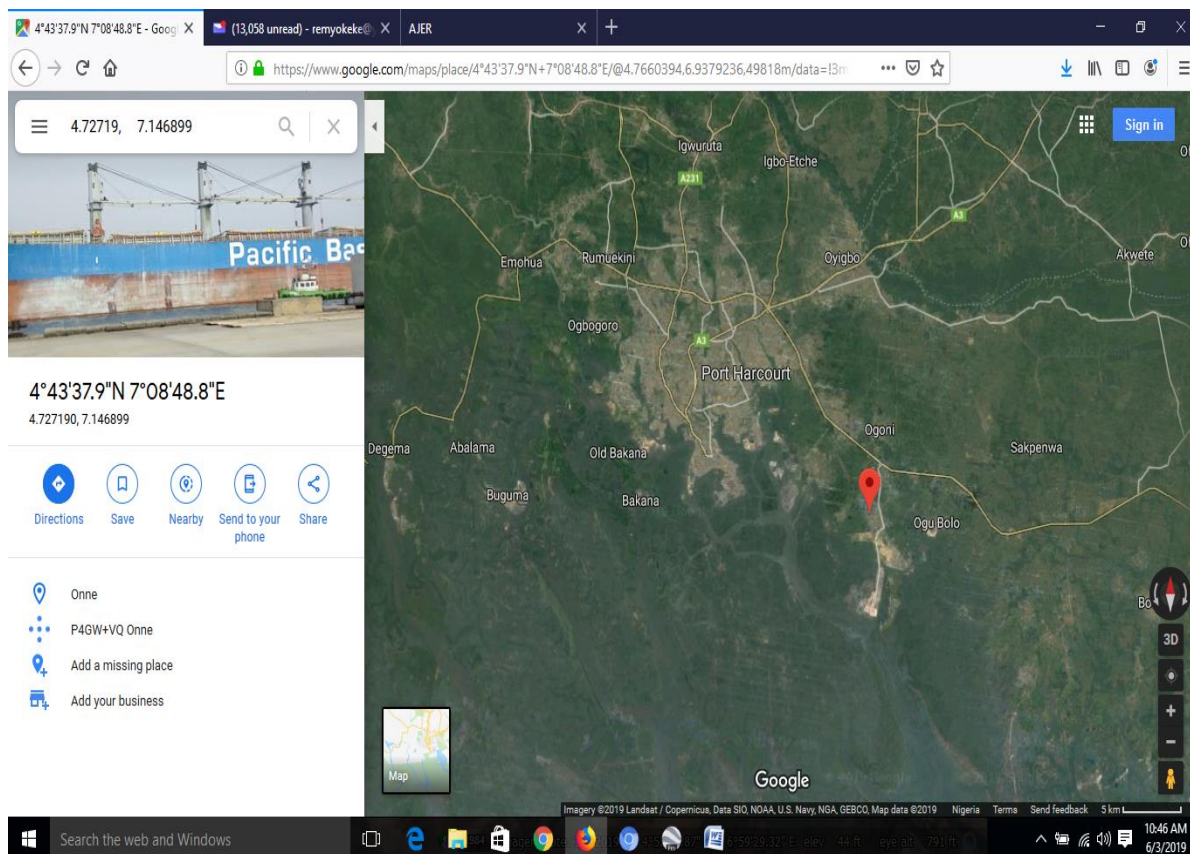 4°43'37.9"N 7°08'48.8"E - Goog
(13,058 unread) - remyokeke@
AJER
https://www.google.com/maps/place/4°43'37.9"N+7°08'48.8"E/@4.7660394,6.9379236,49818m/data=!3m
4.72719, 7.146899
Sign in
Pacific Bas
4°43'37.9"N 7°08'48.8"E
4.727190, 7.146899
Directions
Save
Nearby
Send to your
phone
Share
Onne
P4GW+VQ Onne
Add a missing place
Add your business
Igwuruta
Igbo-Etche
A231
A3
Emohua
Rumuekini
Oyigbo
Akwete
Ogbogoro
A3
Port Harcourt
Ogoni
Degema
Abalama
Old Bakana
Sakpenwa
Buguma
Bakana
Ogu Bolo
Bo
3D
Map
Google
Imagery ©2019 Landsat / Copernicus, Data SIO, NOAA, U.S. Navy, NGA, GEBCO, Map data ©2019 Nigeria Terms Send feedback 5 km
Search the web and Windows
10:46 AM
6/3/2019